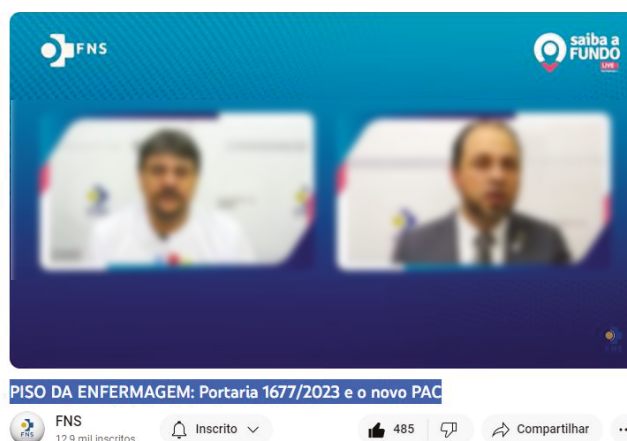 FNS
saiba a
FUNDO
LIVE
PISO DA ENFERMAGEM: Portaria 1677/2023 e o novo PAC
FNS
12,9 mil inscritos
Inscrito
485
Compartilhar